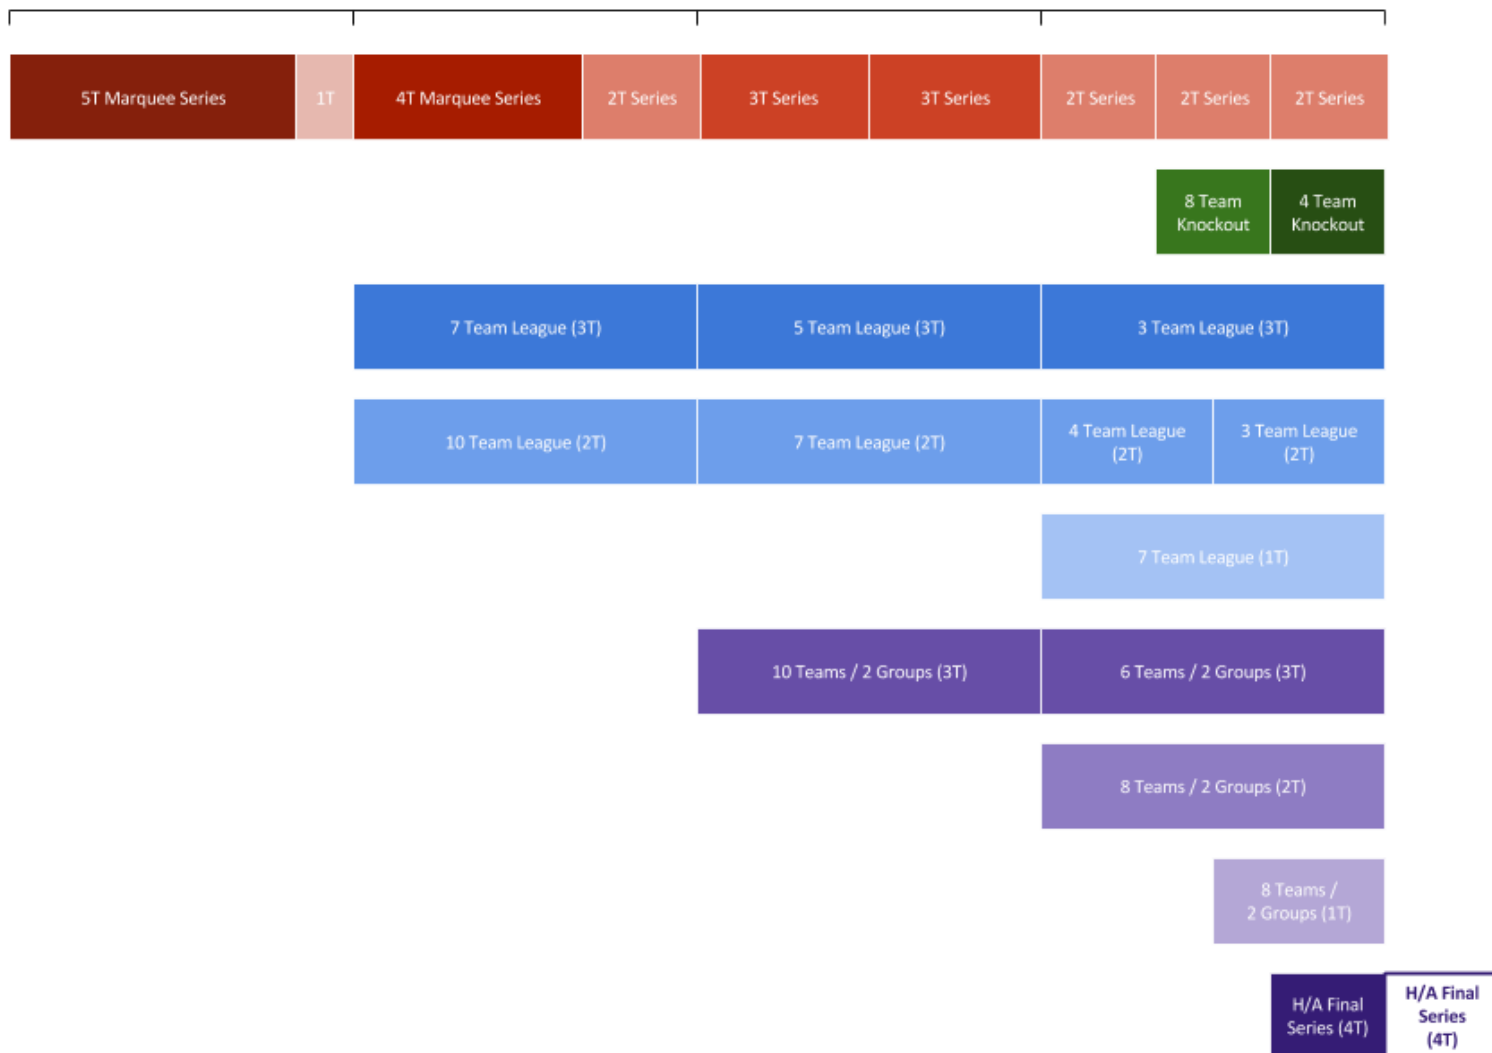 5T Marquee Series
1T
4T Marquee Series
2T Series
3T Series
3T Series
2T Series
2T Series
2T Series
8 Team
Knockout
4 Team
Knockout
7 Team League (3T)
5 Team League (3T)
3 Team League (3T)
10 Team League (2T)
7 Team League (2T)
4 Team League
(2T)
3 Team League
(2T)
7 Team League (1T)
10 Teams / 2 Groups (3T)
6 Teams / 2 Groups (3T)
8 Teams / 2 Groups (2T)
8 Teams /
2 Groups (1T)
H/A Final
Series (4T)
H/A Final
Series
(4T)